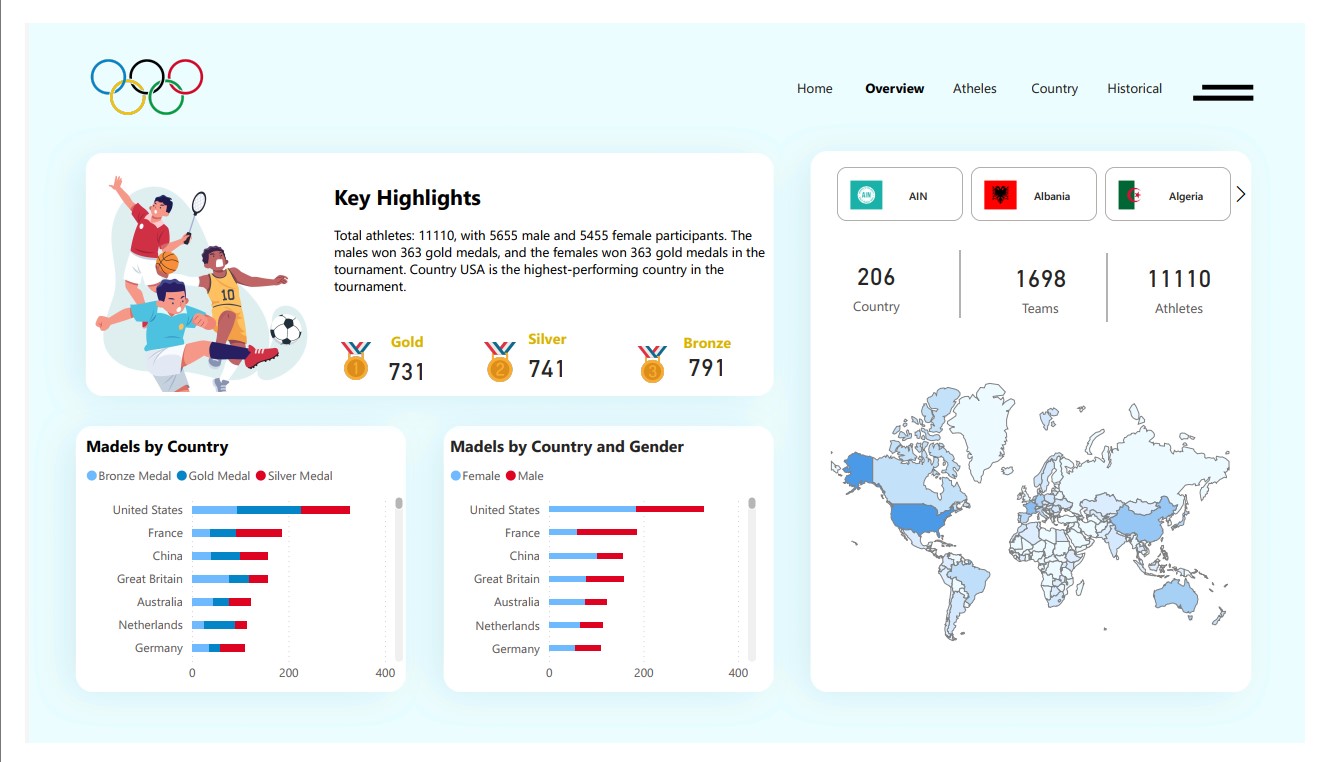 Home Overview Atheles Country Historical
Key Highlights
Total athletes: 11110, with 5655 male and 5455 female participants. The
males won 363 gold medals, and the females won 363 gold medals in the
tournament. Country USA is the highest-performing country in the
tournament.
10
Gold
731
1
Silver
741
2
Bronze
791
3
AIN AIN
Albania
Algeria
206
Country
1698
Teams
11110
Athletes
Madels by Country
Bronze Medal Gold Medal Silver Medal
United States
France
China
Great Britain
Australia
Netherlands
Germany
0 200 400
Madels by Country and Gender
Female Male
United States
France
China
Great Britain
Australia
Netherlands
Germany
0 200 400